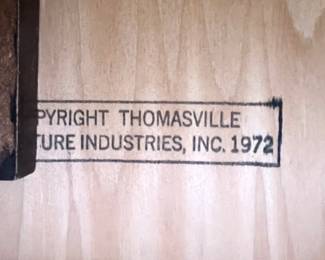 PYRIGHT THOMASVILLE
TURE INDUSTRIES, INC. 1972